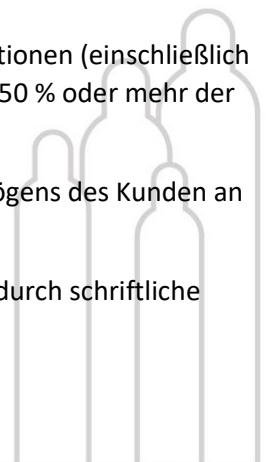 tionen (einschließlich
50 % oder mehr der
ögens des Kunden an
durch schriftliche